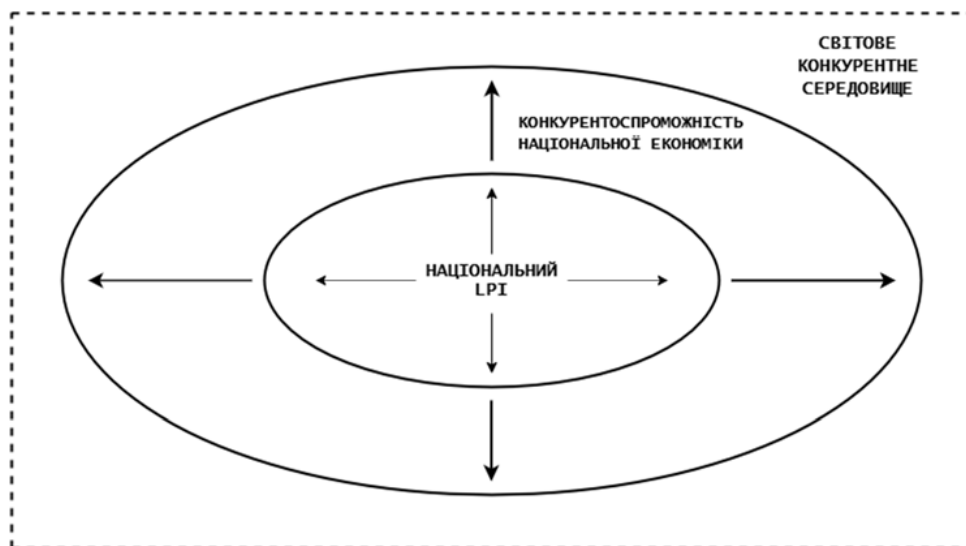 СВІТОВЕ
КОНКУРЕНТНЕ
СЕРЕДОВИЩЕ
КОНКУРЕНТОСПРОМОЖНІСТЬ
НАЦІОНАЛЬНОЇ ЕКОНОМІКИ
НАЦІОНАЛЬНИЙ
LPI